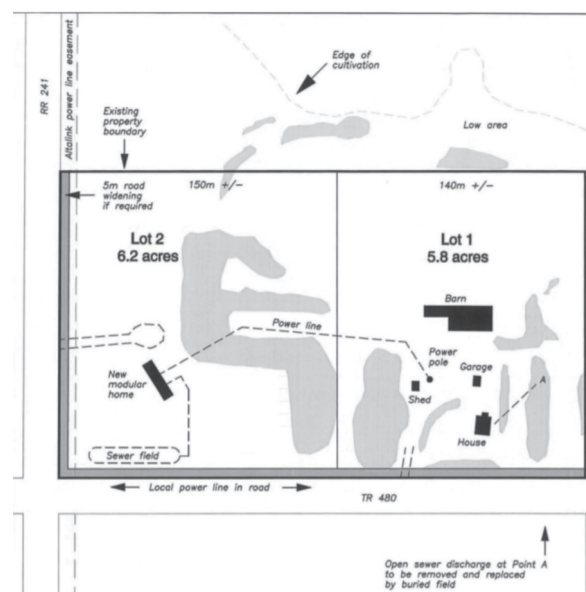 RR 241
Altalink power line easement
Edge of
cultivation
Existing
property
boundary
Low area
5m road
widening
if required
150m +/-
140m +/-
Lot 2
6.2 acres
Lot 1
5.8 acres
Barn
Power line
Power
pole
Garage
New
modular
home
Shed
A
House
Sewer field
Local power line in road
TR 480
Open sewer discharge at Point A
to be removed and replaced
by buried field